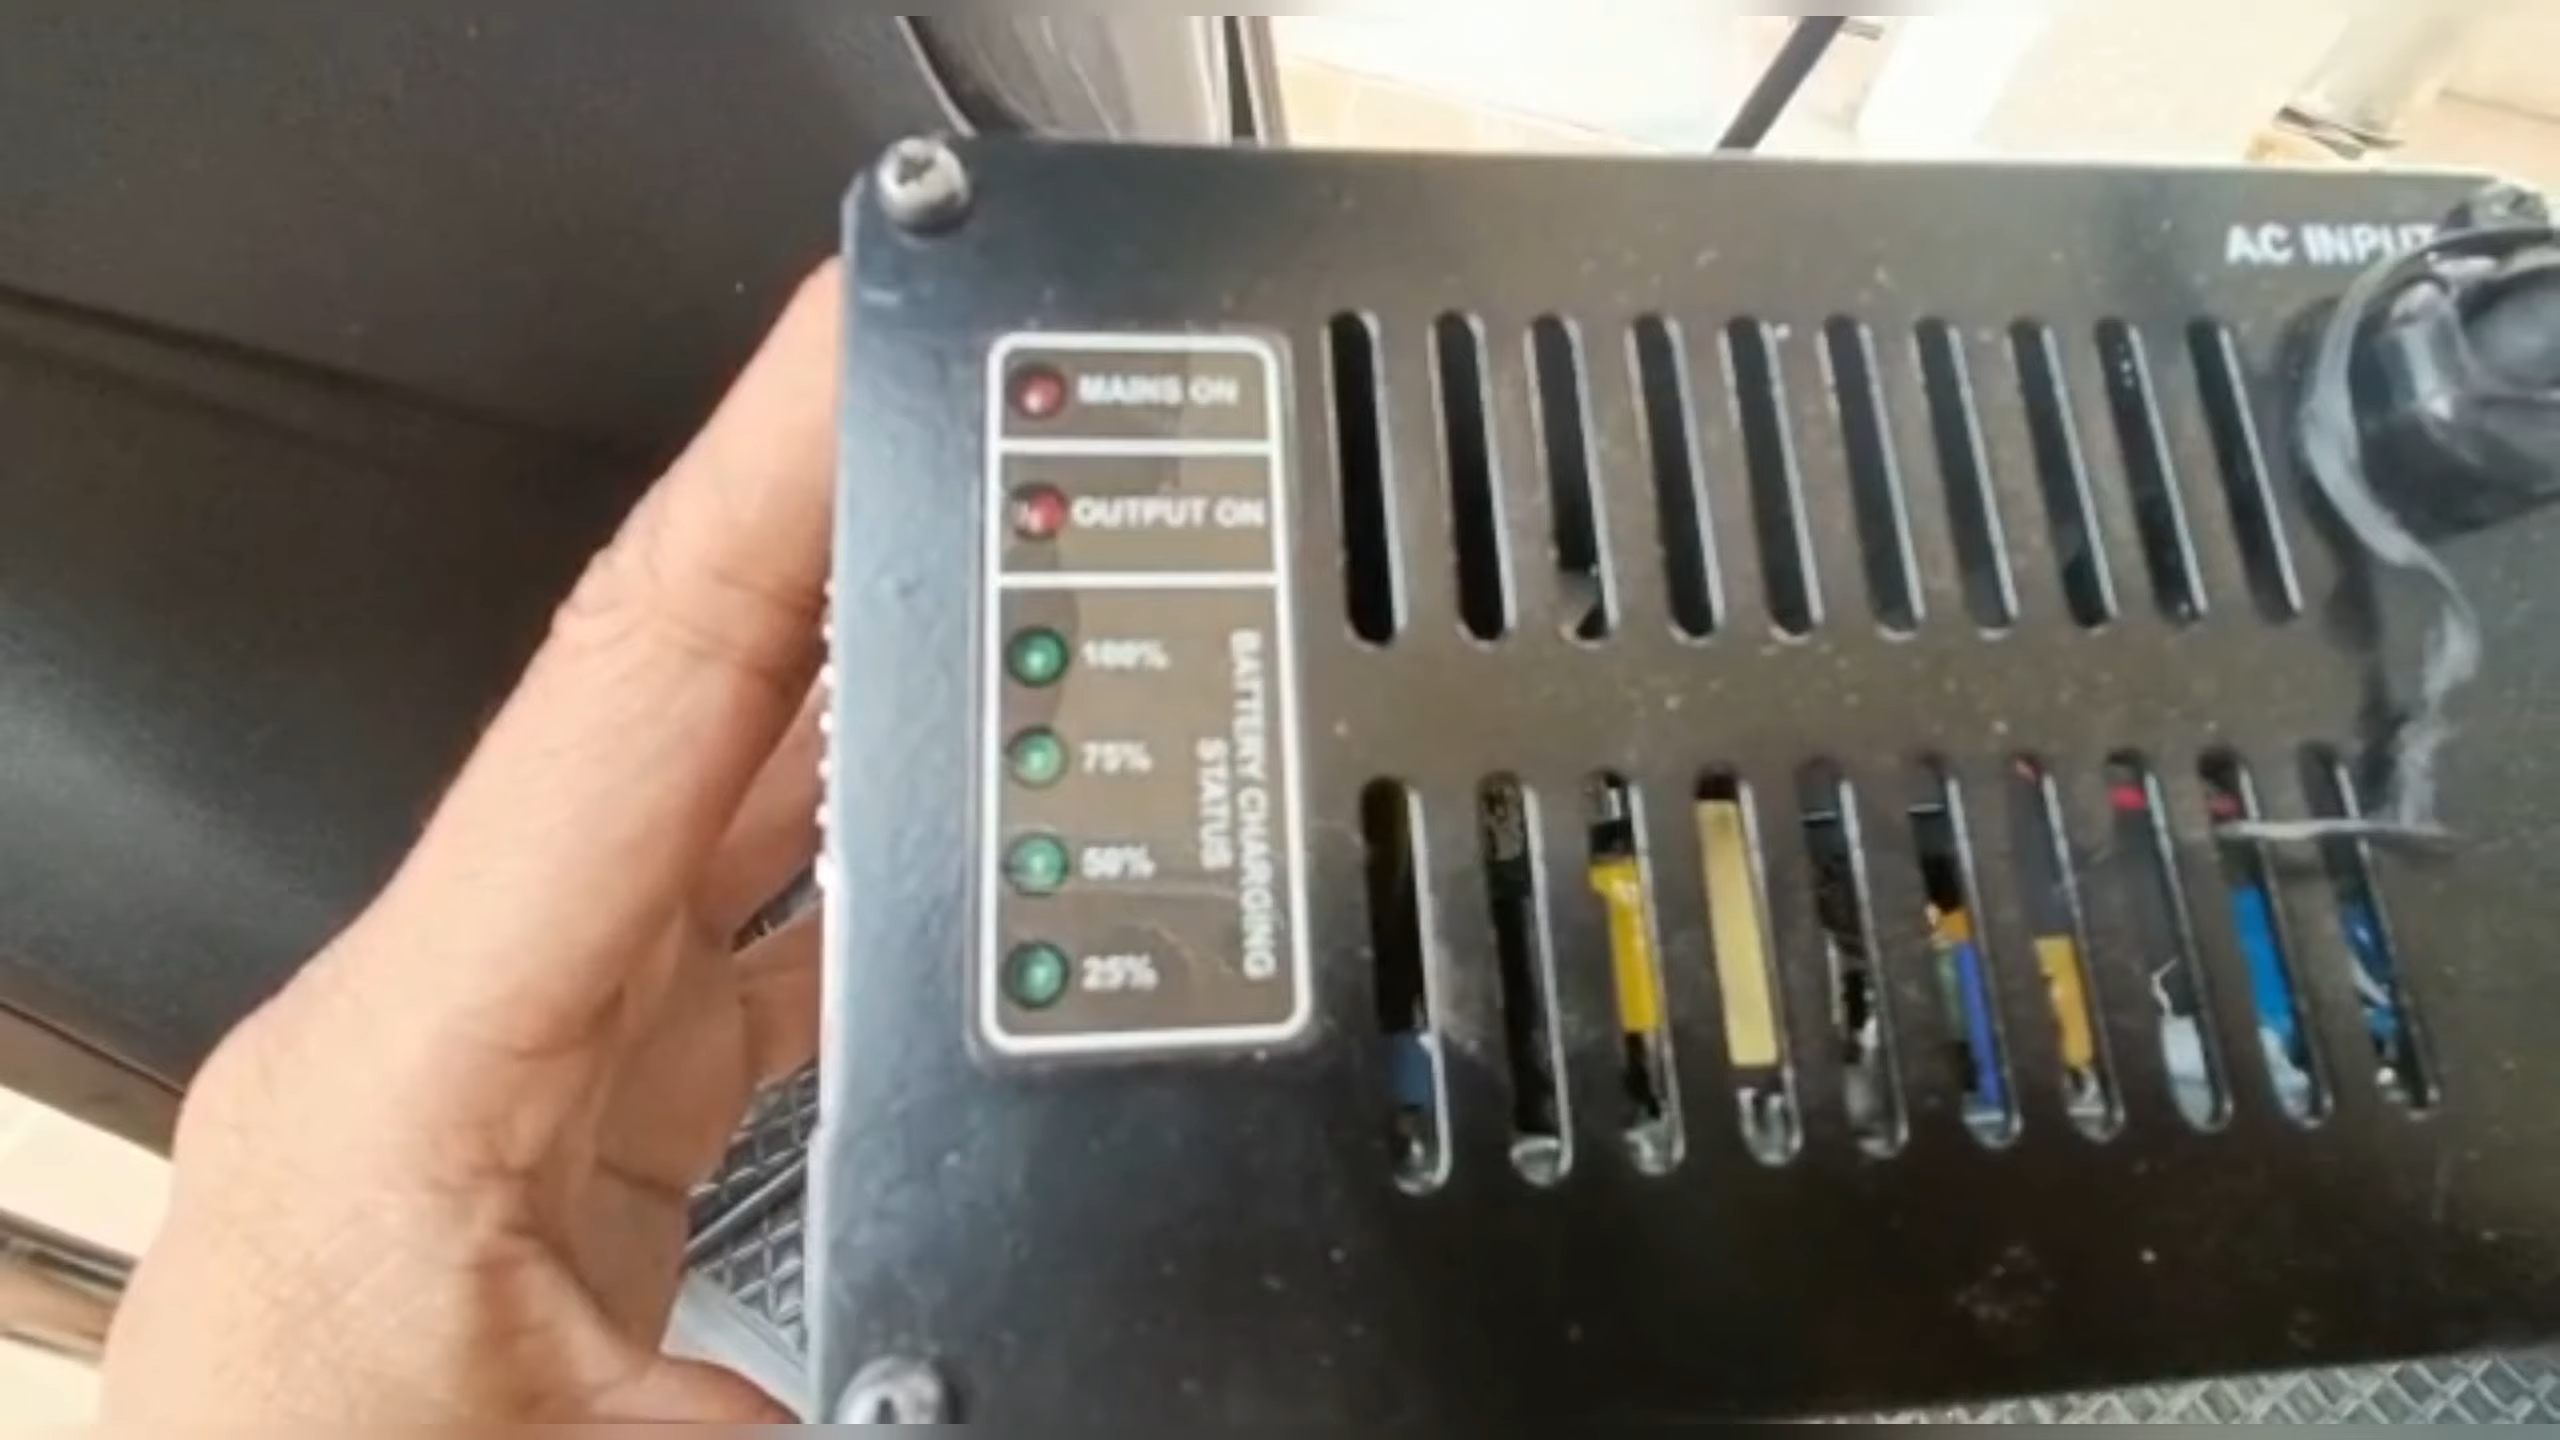 AC INPUT
MAINS ON
OUTPUT ON
100%
75%
50%
25%
BATTERY CHARGING
STATUS